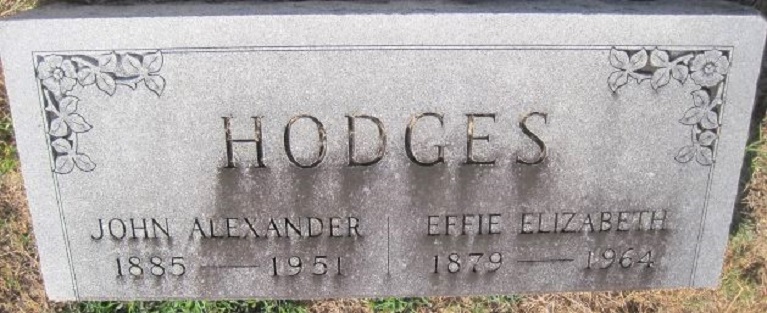 HODGES
JOHN ALEXANDER
1885 — 1951
EFFIE ELIZABETH
1879 — 1964